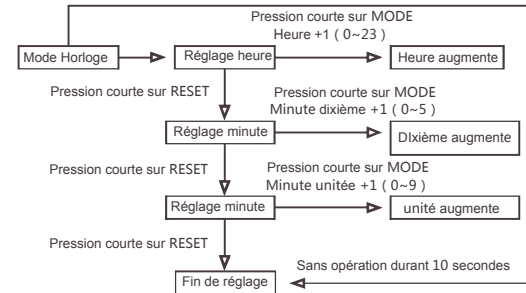 Pression courte sur MODE
Heure +1 ( 0~23 )
Mode Horloge
Réglage heure
Heure augmente
Pression courte sur RESET
Pression courte sur MODE
Minute dixième +1 ( 0~5 )
Réglage minute
DIxième augmente
Pression courte sur RESET
Pression courte sur MODE
Minute unitée +1 ( 0~9 )
Réglage minute
unité augmente
Pression courte sur RESET
Sans opération durant 10 secondes
Fin de réglage